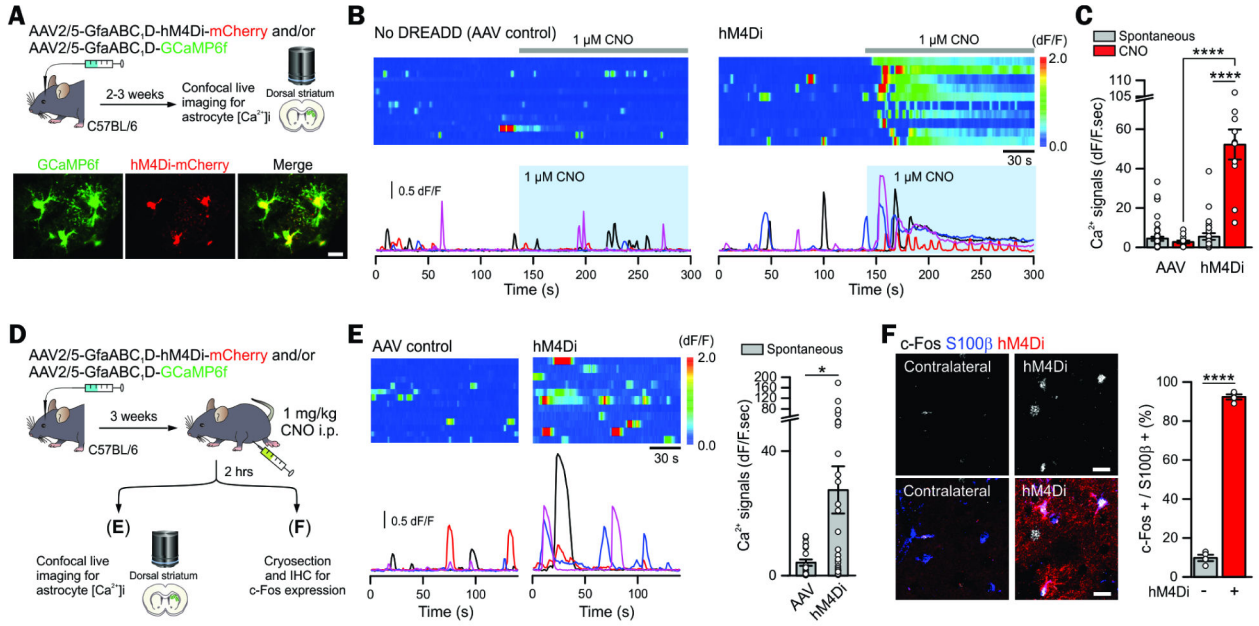 A
AAV2/5-GfaABC₁D-hM4Di-mCherry and/or
AAV2/5-GfaABC₁D-GCaMP6f
2-3 weeks
Confocal live
imaging for
astrocyte [Ca²⁺]i
Dorsal striatum
C57BL/6
GCaMP6f
hM4Di-mCherry
Merge
B
No DREADD (AAV control)
1 µM CNO
hM4Di
1 µM CNO
(dF/F)
2.0
0.0
30 s
0.5 dF/F
1 µM CNO
1 µM CNO
0 50 100 150 200 250 300
0 50 100 150 200 250 300
Time (s)
Time (s)
C
Spontaneous
CNO
****
****
110
105
60
40
20
0
Ca²⁺ signals (dF/F.sec)
AAV
hM4Di
D
AAV2/5-GfaABC₁D-hM4Di-mCherry and/or
AAV2/5-GfaABC₁D-GCaMP6f
3 weeks
1 mg/kg
CNO i.p.
C57BL/6
2 hrs
(E)
(F)
Confocal live
imaging for
astrocyte [Ca²⁺]i
Dorsal striatum
Cryosection
and IHC for
c-Fos expression
E
AAV control
hM4Di
(dF/F)
2.0
0.0
30 s
0.5 dF/F
0 50 100
0 50 100
Time (s)
Time (s)
Spontaneous
*
200
180
160
140
120
100
80
40
0
Ca²⁺ signals (dF/F.sec)
AAV
hM4Di
F
c-Fos S100β hM4Di
Contralateral
hM4Di
Contralateral
hM4Di
****
100
80
60
40
20
0
c-Fos + / S100β + (%)
hM4Di - +